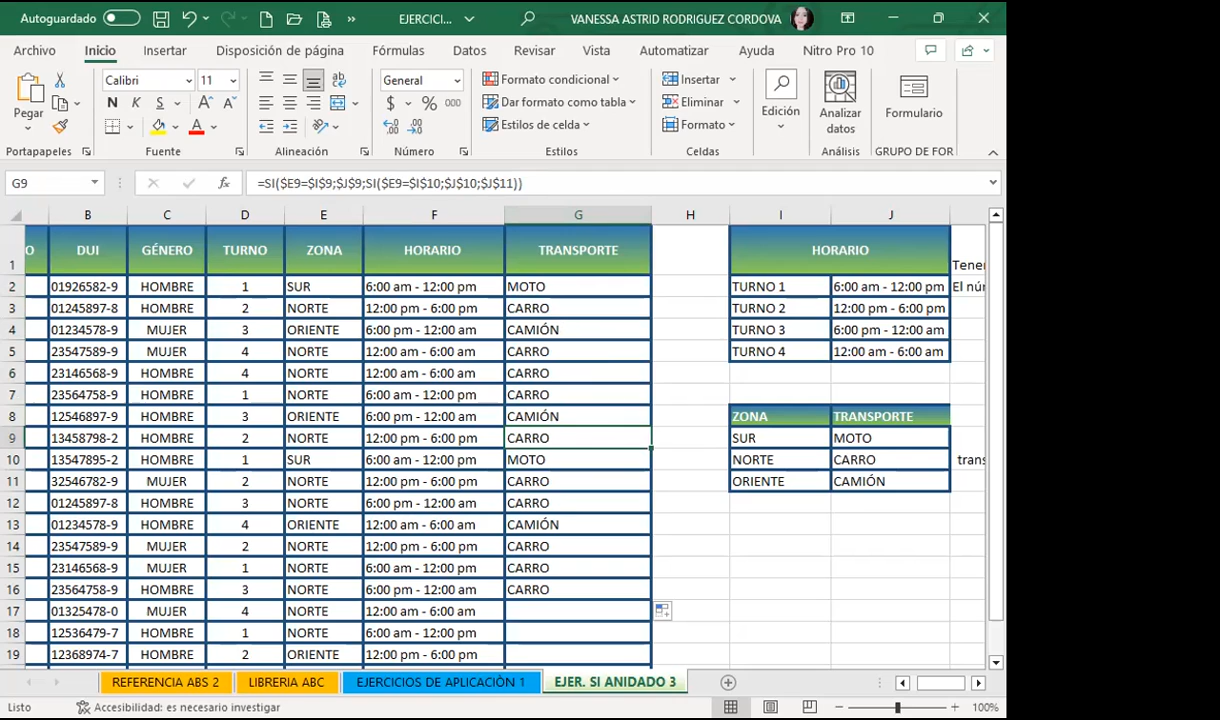 Autoguardado EJERCICI... VANESSA ASTRID RODRIGUEZ CORDOVA
Archivo Inicio Insertar Disposición de página Fórmulas Datos Revisar Vista Automatizar Ayuda Nitro Pro 10
Pegar
Calibri 11
N K S
General
$ % 000
Formato condicional
Dar formato como tabla
Estilos de celda
Insertar
Eliminar
Formato
Edición
Analizar
datos
Formulario
Portapapeles Fuente Alineación Número Estilos Celdas Análisis GRUPO DE FOR
G9 fx =SI($E9=$I$9;$J$9;SI($E9=$I$10;$J$10;$J$11))
B C D E F G H I J
1 O DUI GÉNERO TURNO ZONA HORARIO TRANSPORTE HORARIO Tener
2 01926582-9 HOMBRE 1 SUR 6:00 am - 12:00 pm MOTO TURNO 1 6:00 am - 12:00 pm El nú
3 01245897-8 HOMBRE 2 NORTE 12:00 pm - 6:00 pm CARRO TURNO 2 12:00 pm - 6:00 pm
4 01234578-9 MUJER 3 ORIENTE 6:00 pm - 12:00 am CAMIÓN TURNO 3 6:00 pm - 12:00 am
5 23547589-9 MUJER 4 NORTE 12:00 am - 6:00 am CARRO TURNO 4 12:00 am - 6:00 am
6 23146568-9 HOMBRE 4 NORTE 12:00 am - 6:00 am CARRO
7 23564758-9 HOMBRE 1 NORTE 6:00 am - 12:00 pm CARRO
8 12546897-9 HOMBRE 3 ORIENTE 6:00 pm - 12:00 am CAMIÓN ZONA TRANSPORTE
9 13458798-2 HOMBRE 2 NORTE 12:00 pm - 6:00 pm CARRO SUR MOTO
10 13547895-2 HOMBRE 1 SUR 6:00 am - 12:00 pm MOTO NORTE CARRO trans
11 32546782-9 MUJER 2 NORTE 12:00 pm - 6:00 pm CARRO ORIENTE CAMIÓN
12 01245897-8 HOMBRE 3 NORTE 6:00 pm - 12:00 am CARRO
13 01234578-9 HOMBRE 4 ORIENTE 12:00 am - 6:00 am CAMIÓN
14 23547589-9 MUJER 2 NORTE 12:00 pm - 6:00 pm CARRO
15 23146568-9 MUJER 1 NORTE 6:00 am - 12:00 pm CARRO
16 23564758-9 HOMBRE 3 NORTE 6:00 pm - 12:00 am CARRO
17 01325478-0 MUJER 4 NORTE 12:00 am - 6:00 am
18 12536479-7 HOMBRE 1 NORTE 6:00 am - 12:00 pm
19 12368974-7 HOMBRE 2 ORIENTE 12:00 pm - 6:00 pm
REFERENCIA ABS 2 LIBRERIA ABC EJERCICIOS DE APLICACIÒN 1 EJER. SI ANIDADO 3
Listo Accesibilidad: es necesario investigar 100%